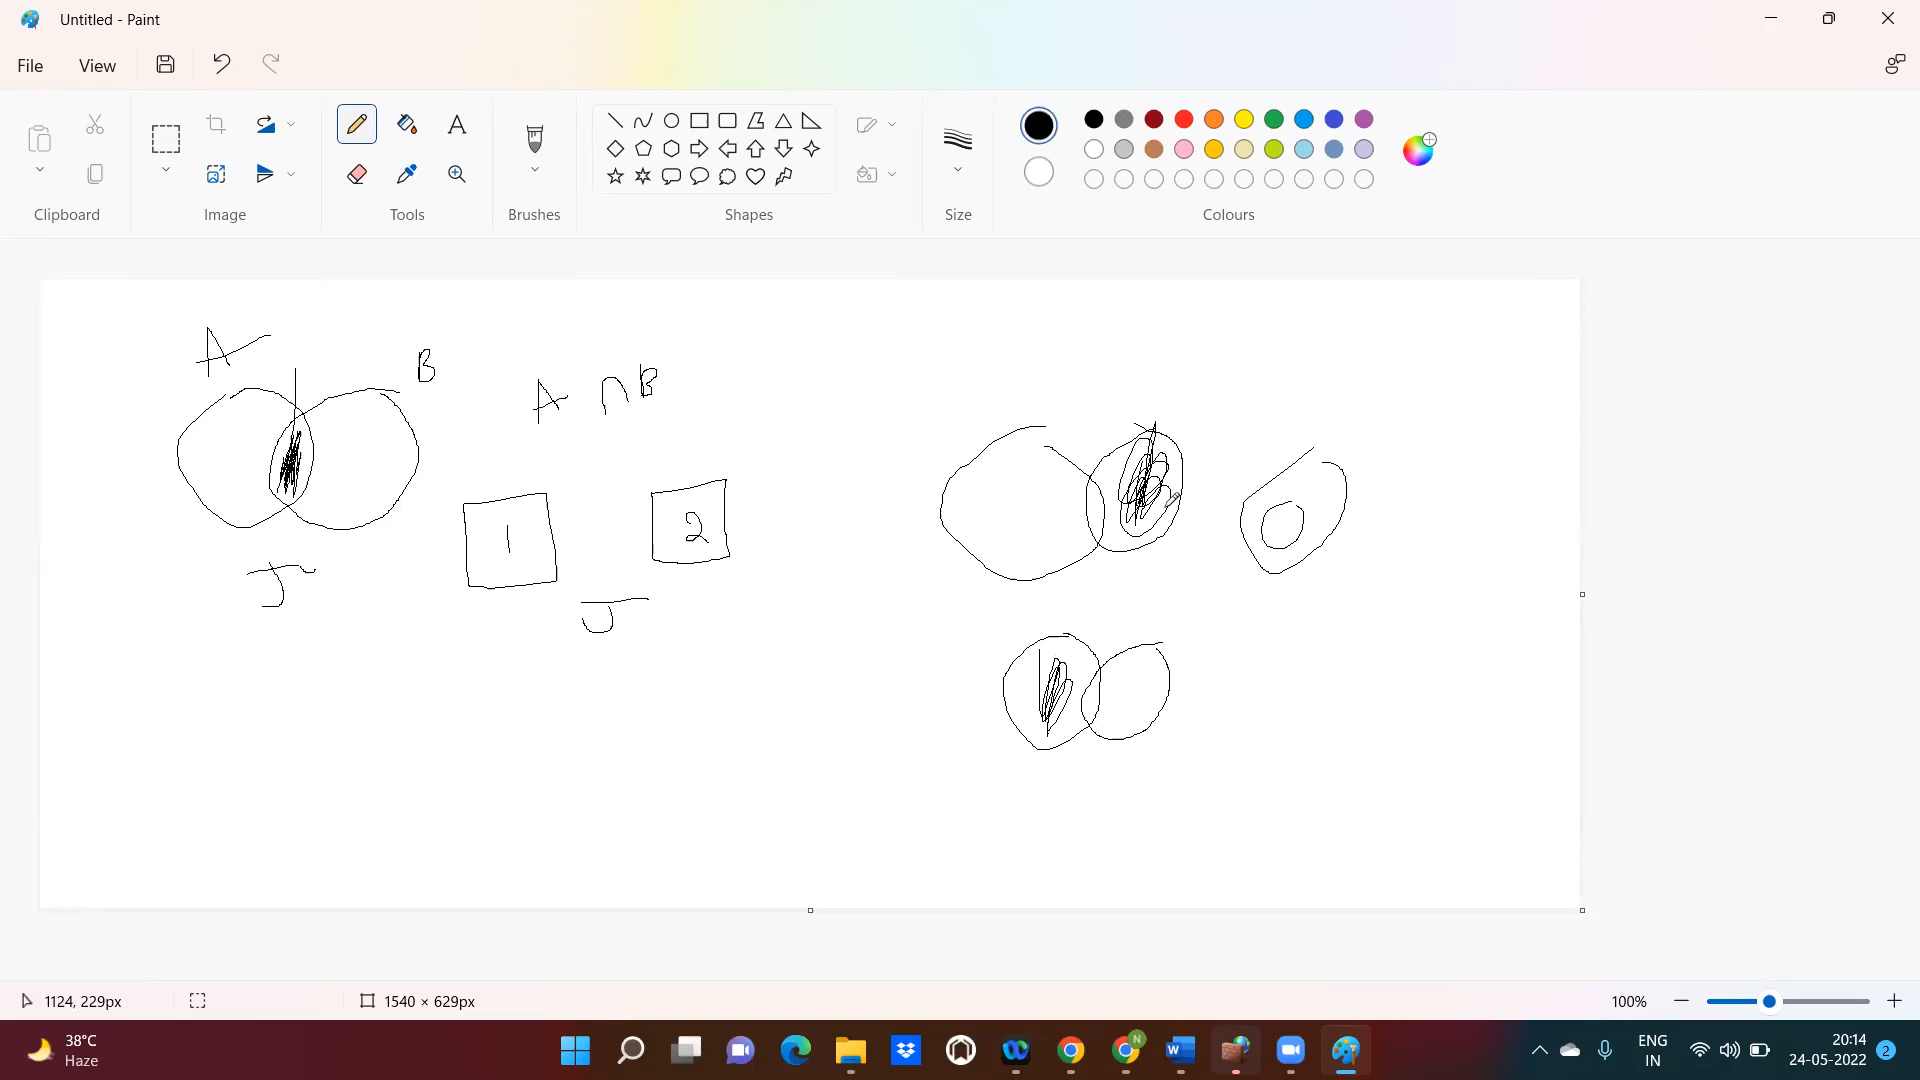 Untitled - Paint
File View
Clipboard Image Tools Brushes Shapes Size Colours
A
B
A ∩ B
1
2
J
J
1124, 229px
1540 × 629px
100%
38°C
Haze
N
W
ENG
IN
20:14
24-05-2022
2